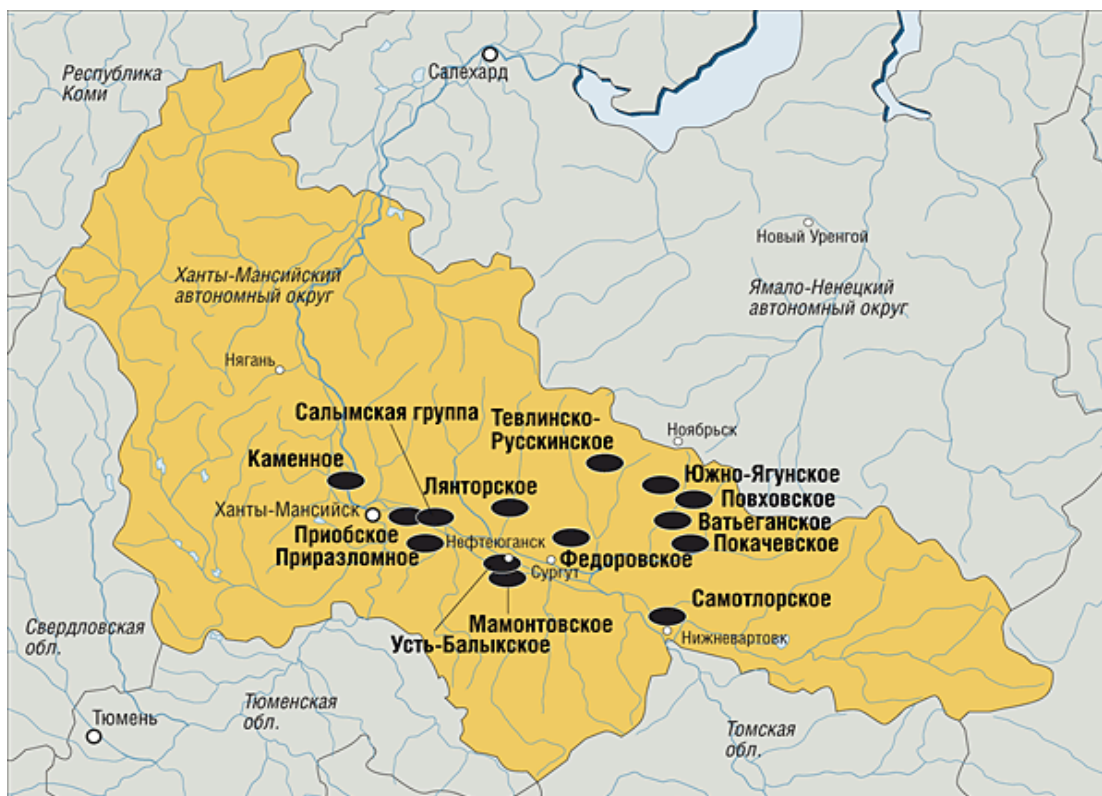 Республика
Коми
Салехард
Новый Уренгой
Ханты-Мансийский
автономный округ
Ямало-Ненецкий
автономный округ
Нягань
Салымская группа
Тевлинско-
Русскинское
Ноябрьск
Каменное
Лянторское
Южно-Ягунское
Повховское
Ханты-Мансийск
Ватьеганское
Приобское
Нефтеюганск
Покачевское
Приразломное
Федоровское
Сургут
Самотлорское
Мамонтовское
Усть-Балыкское
Нижневартовк
Свердловская
обл.
Тюменская
обл.
Тюмень
Томская
обл.